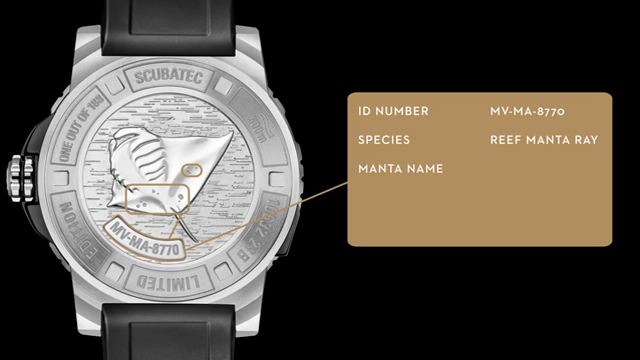 SCUBATEC
ONE OUT OF 188
EDITION
LIMITED
MV-MA-8770
ID NUMBER MV-MA-8770
SPECIES REEF MANTA RAY
MANTA NAME